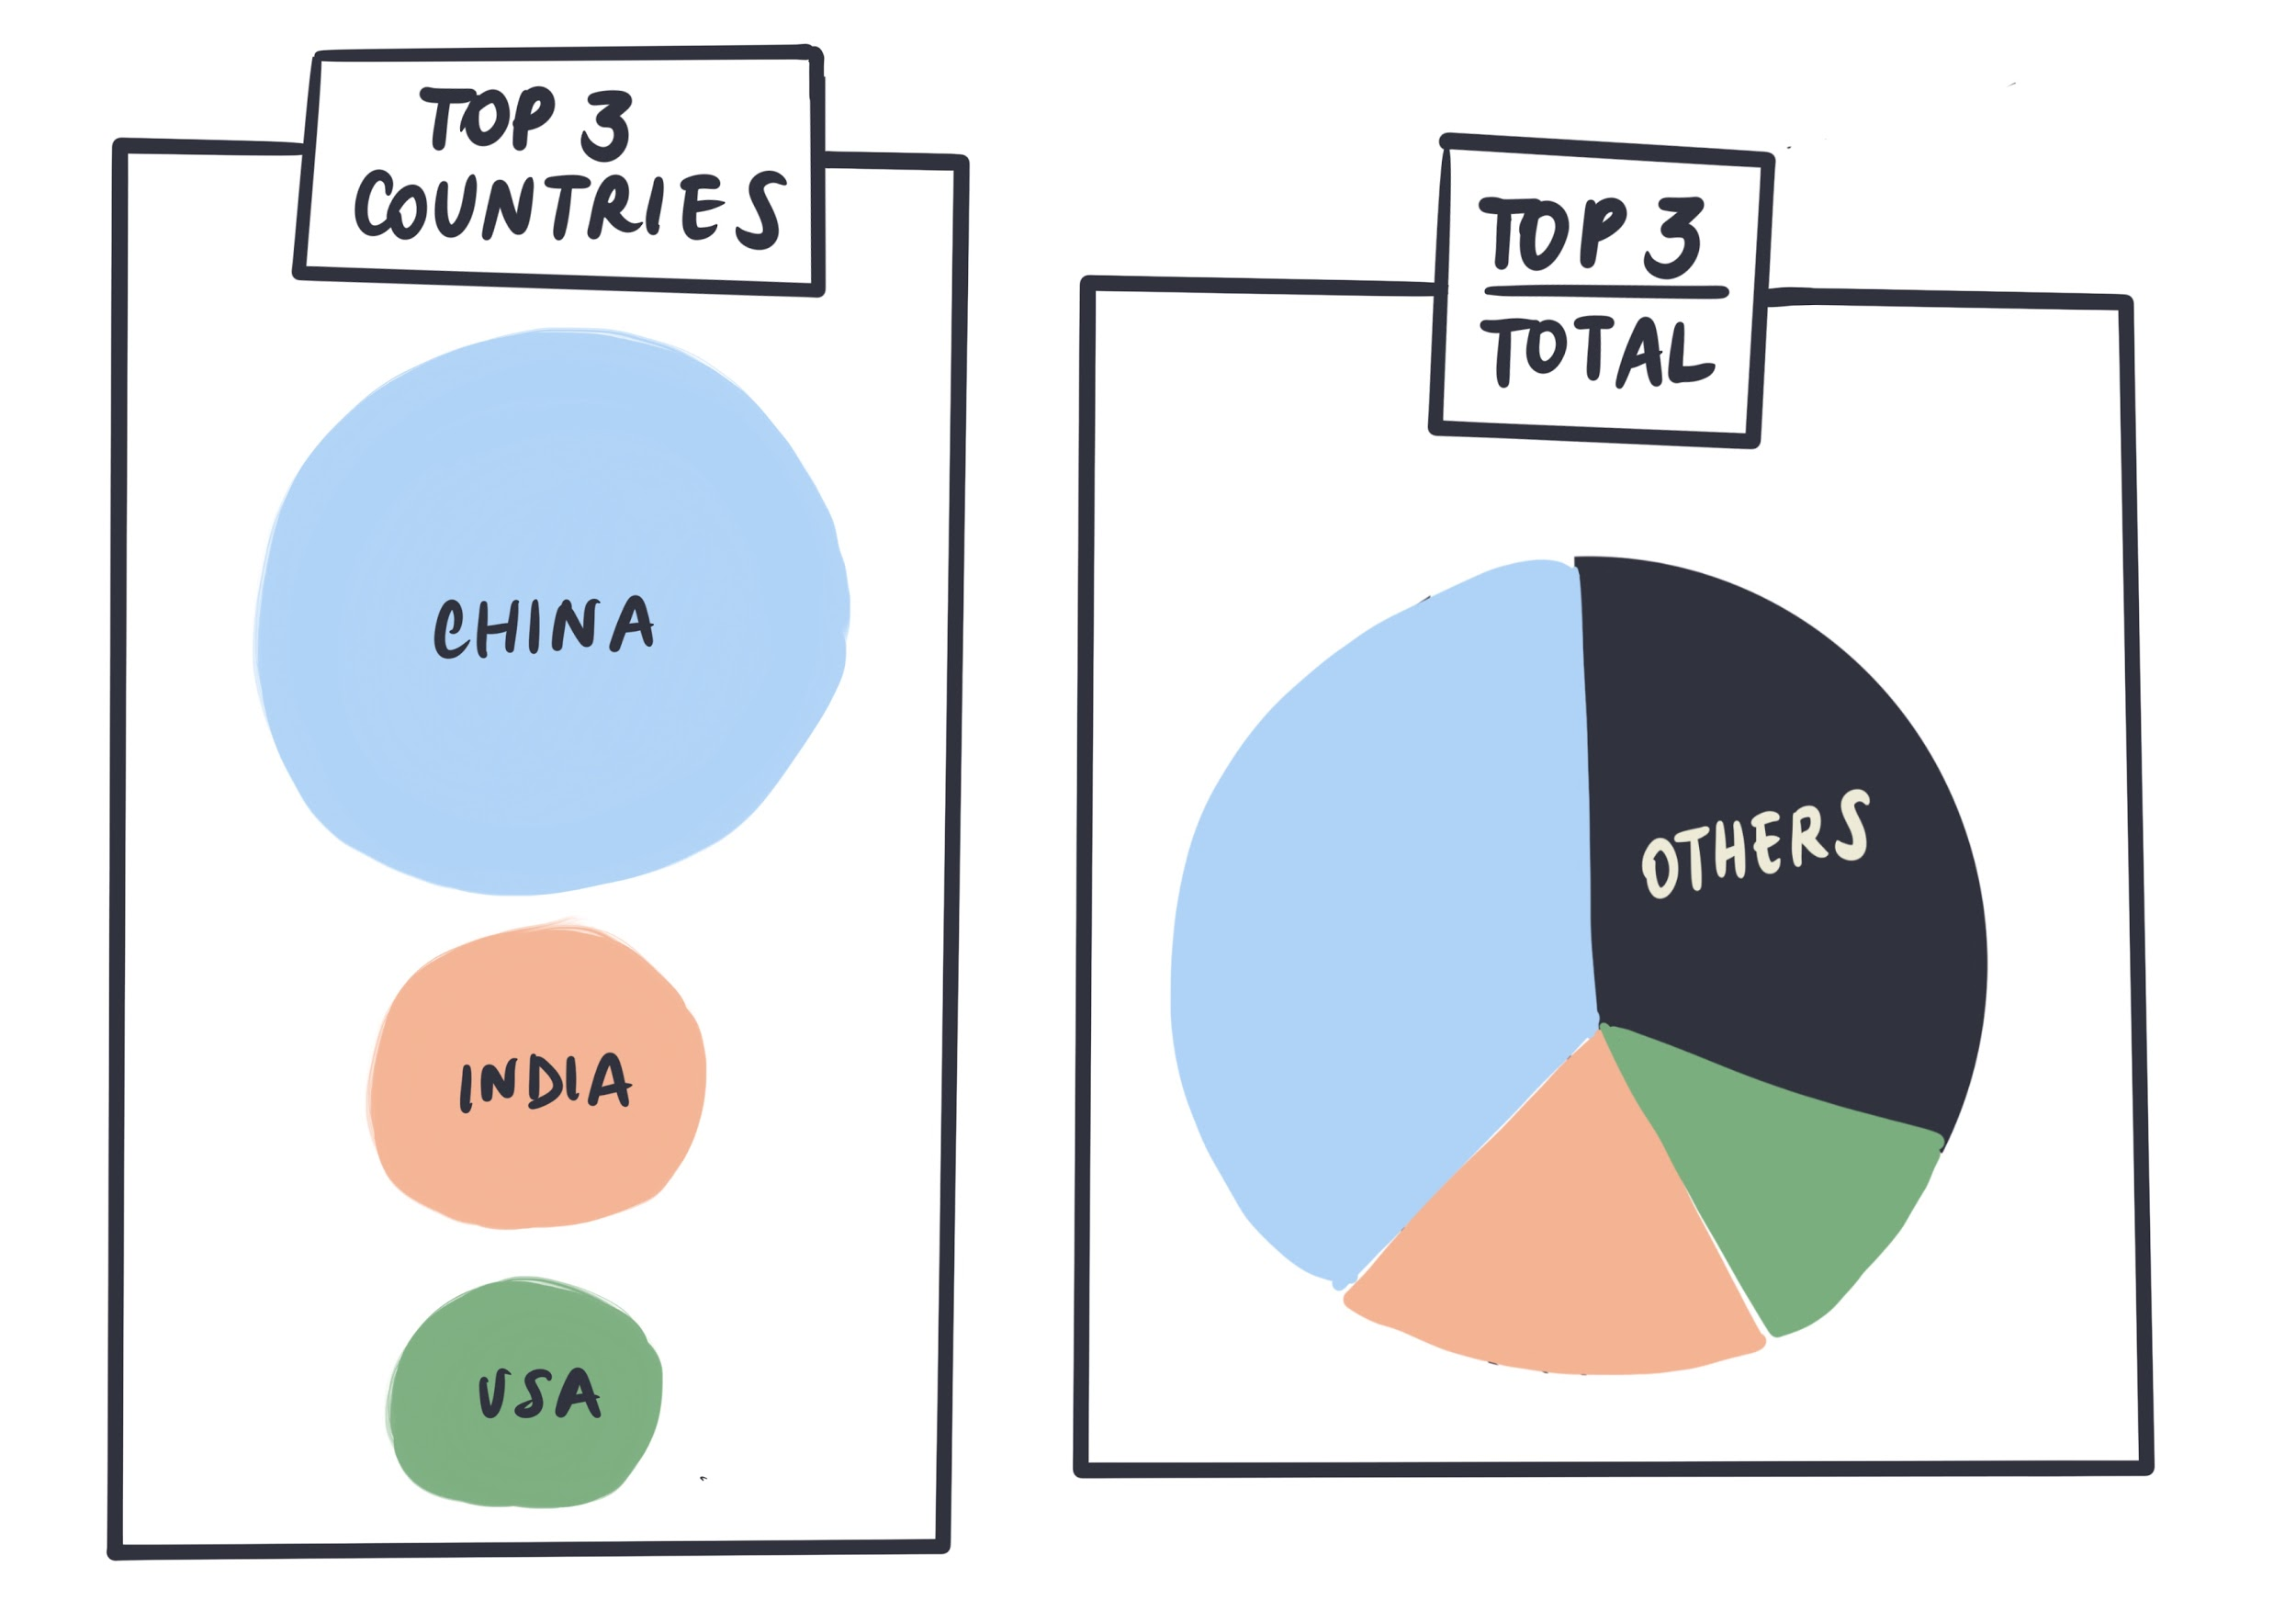 TOP 3
COUNTRIES
CHINA
INDIA
USA
TOP 3
TOTAL
OTHERS